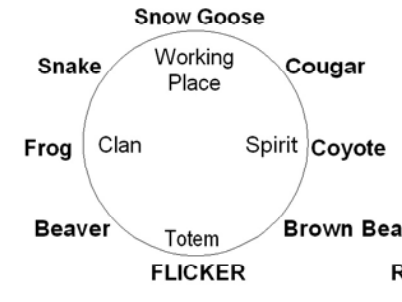 Snow Goose
Snake
Working
Place
Cougar
Frog
Clan
Spirit
Coyote
Beaver
Totem
Brown Bea
FLICKER
R